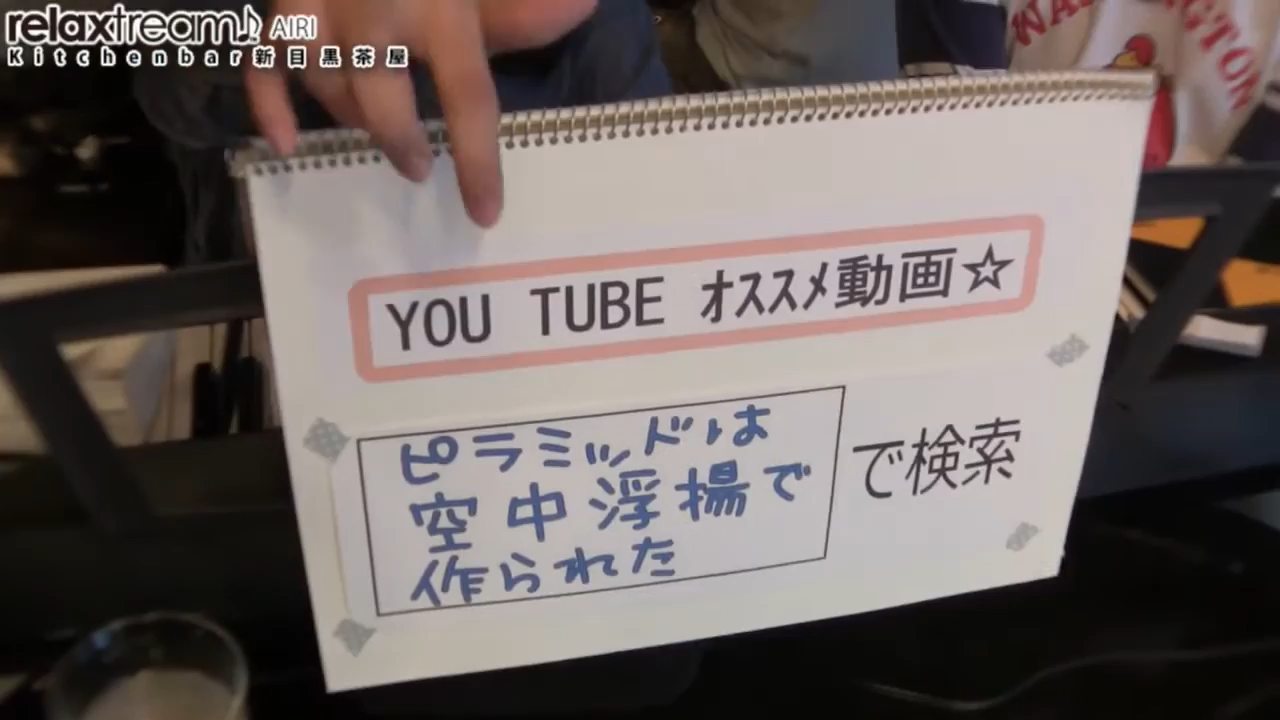 relaxtream♪ AIRI
Kitchenbar新目黒茶屋
WASHINGTON
YOU TUBE オススメ動画☆
ピラミッドは
空中浮揚で
作られた
で検索